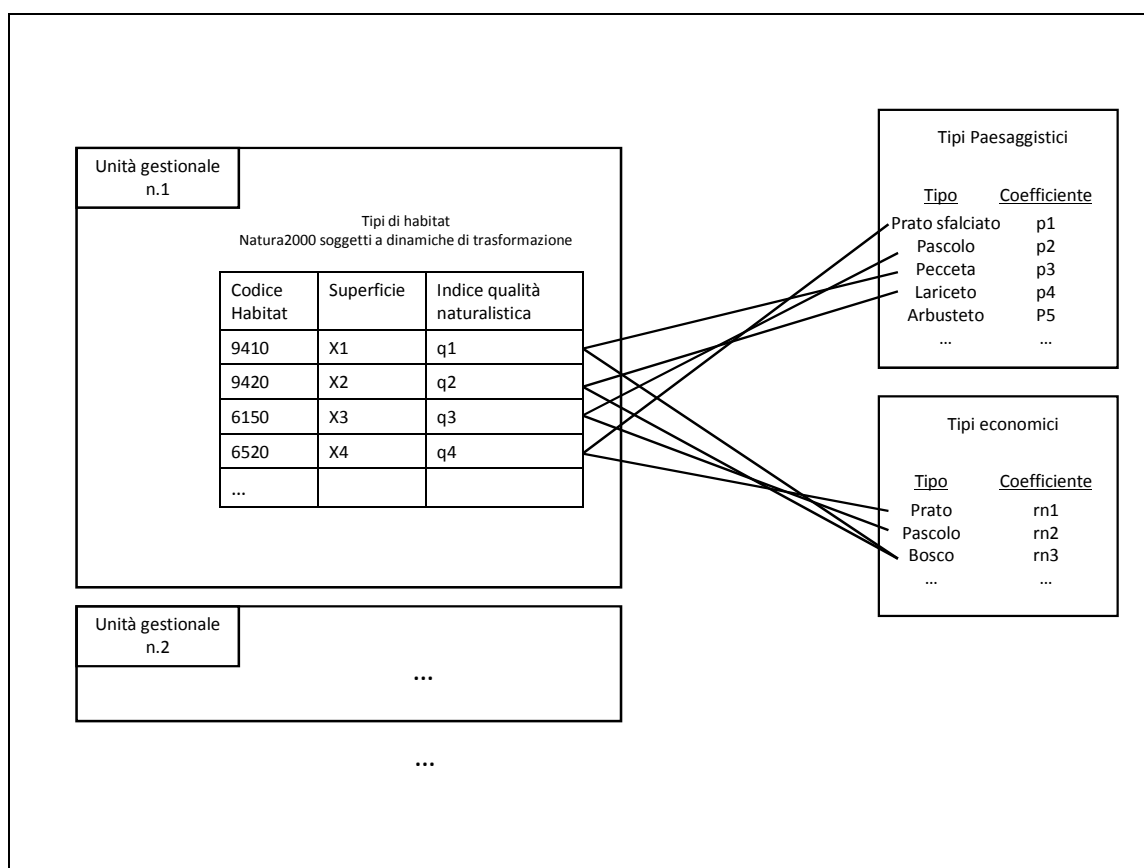 Unità gestionale
n.1
Tipi di habitat
Natura2000 soggetti a dinamiche di trasformazione
Codice Habitat Superficie Indice qualità naturalistica
9410 X1 q1
9420 X2 q2
6150 X3 q3
6520 X4 q4
...
Unità gestionale
n.2
...
...
Tipi Paesaggistici
Tipo Coefficiente
Prato sfalciato p1
Pascolo p2
Pecceta p3
Lariceto p4
Arbusteto P5
... ...
Tipi economici
Tipo Coefficiente
Prato rn1
Pascolo rn2
Bosco rn3
... ...